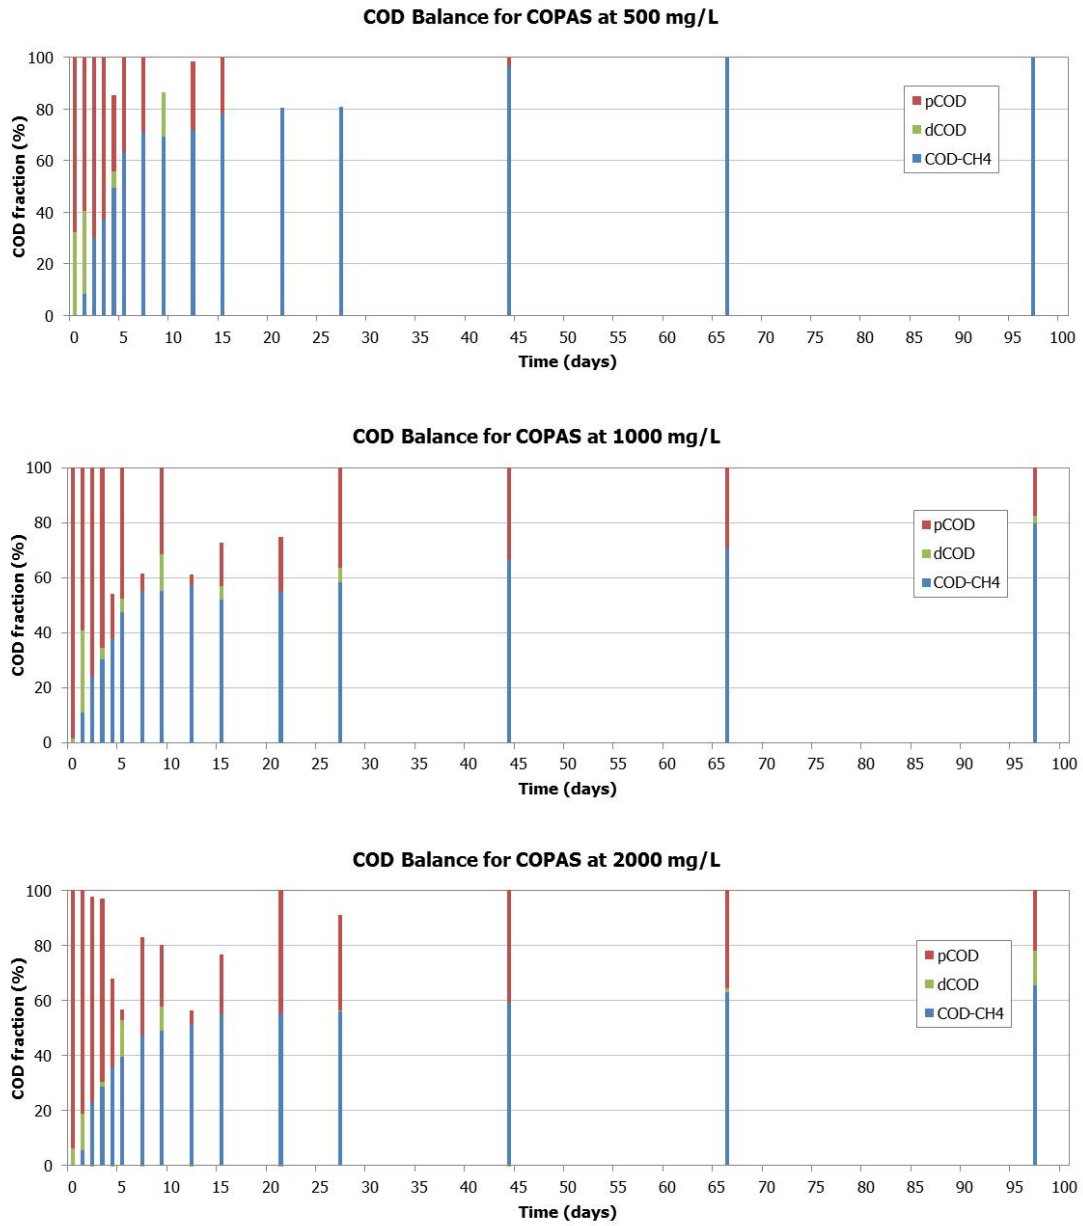 COD Balance for COPAS at 500 mg/L
100
80
60
40
20
0
COD fraction (%)
pCOD
dCOD
COD-CH4
0 5 10 15 20 25 30 35 40 45 50 55 60 65 70 75 80 85 90 95 100
Time (days)
COD Balance for COPAS at 1000 mg/L
100
80
60
40
20
0
COD fraction (%)
pCOD
dCOD
COD-CH4
0 5 10 15 20 25 30 35 40 45 50 55 60 65 70 75 80 85 90 95 100
Time (days)
COD Balance for COPAS at 2000 mg/L
100
80
60
40
20
0
COD fraction (%)
pCOD
dCOD
COD-CH4
0 5 10 15 20 25 30 35 40 45 50 55 60 65 70 75 80 85 90 95 100
Time (days)